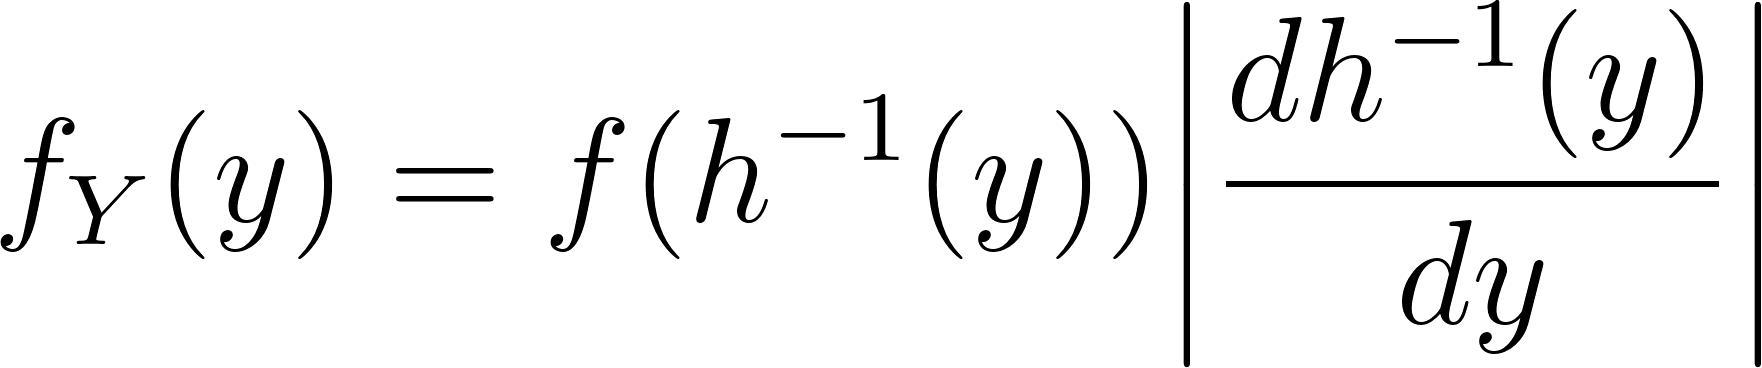 $f_Y(y) = f(h^{-1}(y)) \left| \frac{dh^{-1}(y)}{dy} \right|$